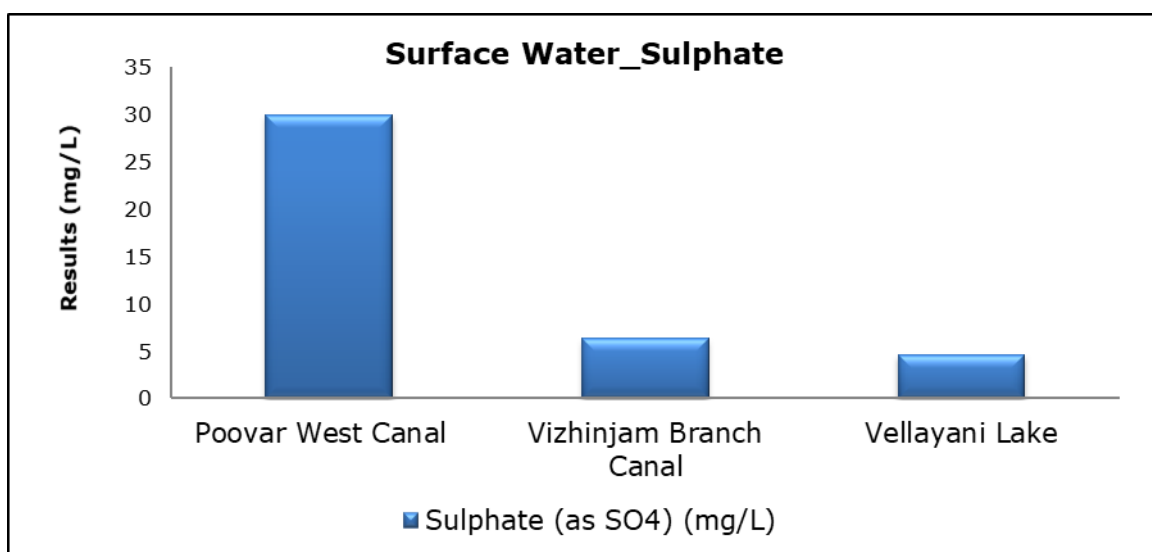 Surface Water_Sulphate
Results (mg/L)
35
30
25
20
15
10
5
0
Poovar West Canal
Vizhinjam Branch
Canal
Vellayani Lake
Sulphate (as SO4) (mg/L)